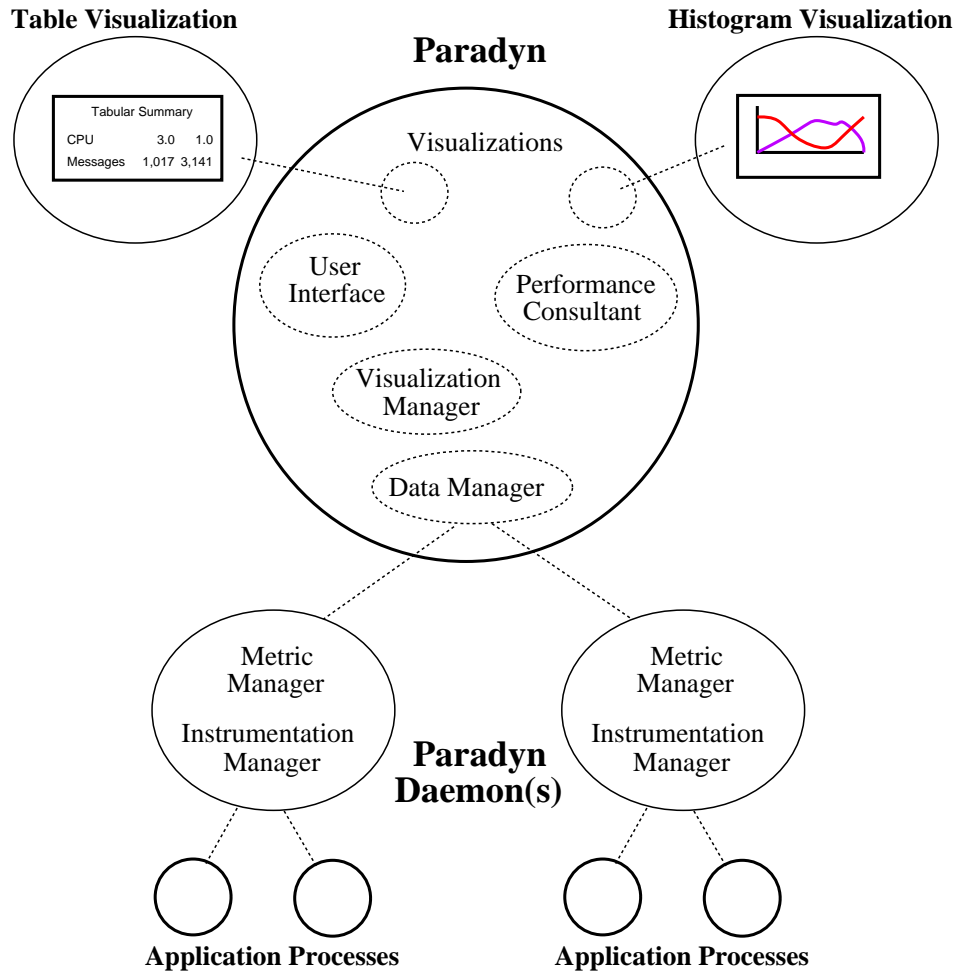 Table Visualization
Histogram Visualization
Paradyn
Tabular Summary
CPU 3.0 1.0
Messages 1,017 3,141
Visualizations
User
Interface
Performance
Consultant
Visualization
Manager
Data Manager
Metric
Manager
Instrumentation
Manager
Paradyn
Daemon(s)
Metric
Manager
Instrumentation
Manager
Application Processes
Application Processes